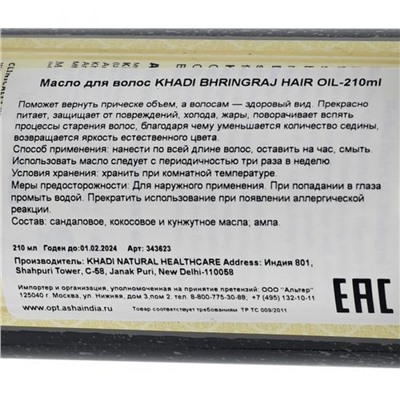 Масло для волос KHADI BHRINGRAJ HAIR OIL-210ml
Поможет вернуть прическе объем, а волосам — здоровый вид. Прекрасно
питает, защищает от повреждений, холода, жары, поворачивает вспять
процессы старения волос, благодаря чему уменьшается количество седины,
возвращается яркость естественного цвета.
Способ применения: нанести по всей длине волос, оставить на час, смыть.
Использовать масло следует с периодичностью три раза в неделю.
Условия хранения: хранить при комнатной температуре.
Меры предосторожности: Для наружного применения. При попадании в глаза
промыть водой. Прекратить использование при появлении аллергической
реакции.
Состав: сандаловое, кокосовое и кунжутное масла; амла.
210 мл Годен до:01.02.2024 Арт: 343623
Производитель: KHADI NATURAL HEALTHCARE Address: Индия 801,
Shahpuri Tower, C-58, Janak Puri, New Delhi-110058
Импортер и организация, уполномоченная на принятия претензий: ООО "Альтер"
125040 г. Москва, ул. Нижняя, дом 3,пом 2. тел. 8-800-775-30-88; +7 (495) 132-10-11
www.opt.ashaindia.ru Товар соответствует требованиям ТР ТС 009/2011
EAC